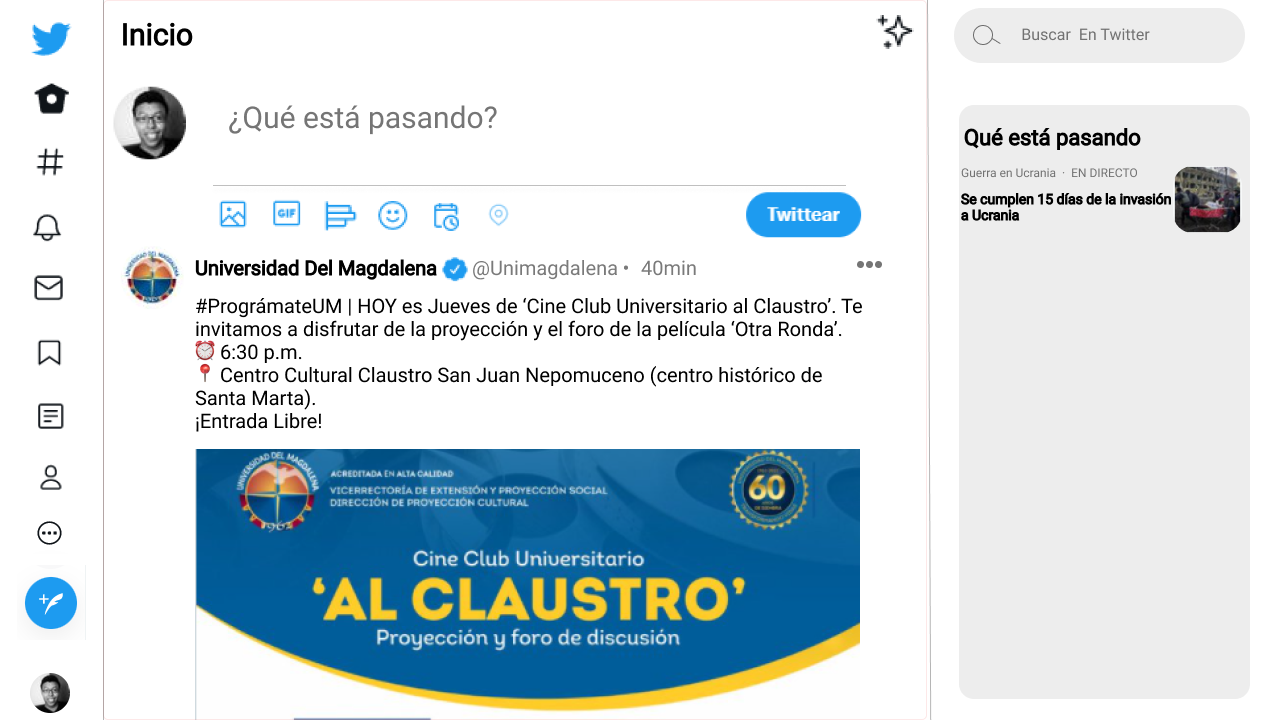 Inicio
¿Qué está pasando?
GIF
Twittear
Universidad Del Magdalena @Unimagdalena • 40min
#PrográmateUM | HOY es Jueves de ‘Cine Club Universitario al Claustro’. Te
invitamos a disfrutar de la proyección y el foro de la película ‘Otra Ronda’.
⏰ 6:30 p.m.
📍 Centro Cultural Claustro San Juan Nepomuceno (centro histórico de
Santa Marta).
¡Entrada Libre!
UNIVERSIDAD DEL MAGDALENA
ACREDITADA EN ALTA CALIDAD
VICERRECTORÍA DE EXTENSIÓN Y PROYECCIÓN SOCIAL
DIRECCIÓN DE PROYECCIÓN CULTURAL
1962
60
Cine Club Universitario
‘AL CLAUSTRO’
Proyección y foro de discusión
Buscar En Twitter
Qué está pasando
Guerra en Ucrania · EN DIRECTO
Se cumplen 15 días de la invasión
a Ucrania